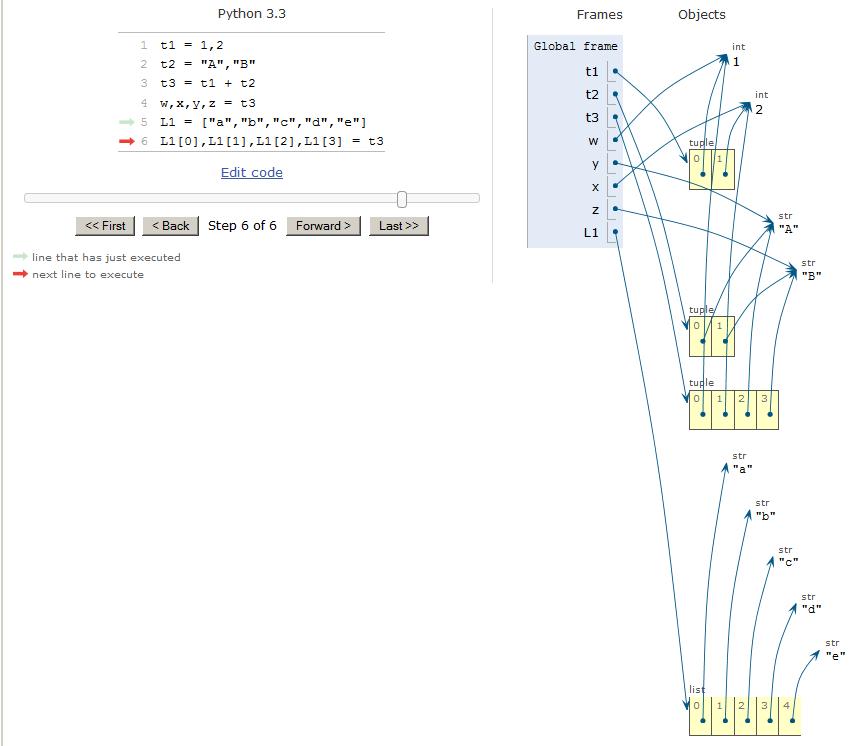 Python 3.3
1 t1 = 1,2
2 t2 = "A","B"
3 t3 = t1 + t2
4 w,x,y,z = t3
5 L1 = ["a","b","c","d","e"]
6 L1[0],L1[1],L1[2],L1[3] = t3
Edit code
<< First < Back Step 6 of 6 Forward > Last >>
line that has just executed
next line to execute
Frames Objects
Global frame
t1
t2
t3
w
y
x
z
L1
int
1
int
2
tuple
0 1
str
"A"
str
"B"
tuple
0 1
tuple
0 1 2 3
str
"a"
str
"b"
str
"c"
str
"d"
str
"e"
list
0 1 2 3 4